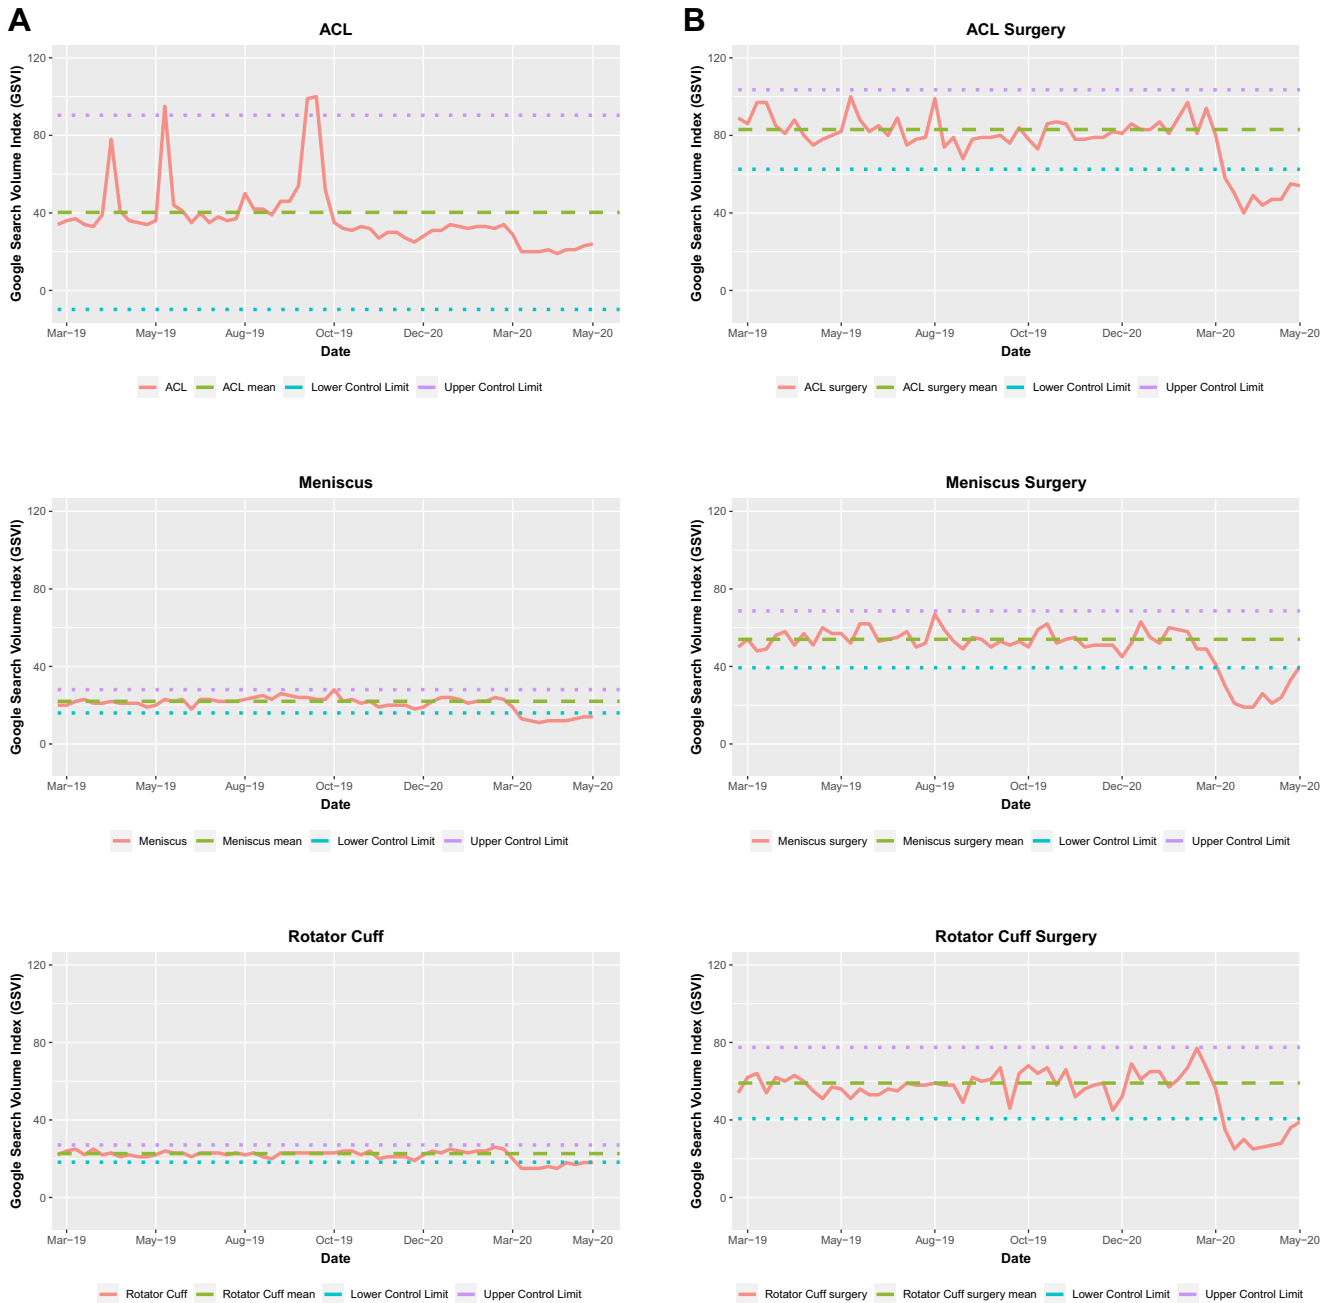 A
B
ACL
Google Search Volume Index (GSVI)
120
80
40
0
Mar−19 May−19 Aug−19 Oct−19 Dec−20 Mar−20 May−20
Date
ACL ACL mean Lower Control Limit Upper Control Limit
ACL Surgery
Google Search Volume Index (GSVI)
120
80
40
0
Mar−19 May−19 Aug−19 Oct−19 Dec−20 Mar−20 May−20
Date
ACL surgery ACL surgery mean Lower Control Limit Upper Control Limit
Meniscus
Google Search Volume Index (GSVI)
120
80
40
0
Mar−19 May−19 Aug−19 Oct−19 Dec−20 Mar−20 May−20
Date
Meniscus Meniscus mean Lower Control Limit Upper Control Limit
Meniscus Surgery
Google Search Volume Index (GSVI)
120
80
40
0
Mar−19 May−19 Aug−19 Oct−19 Dec−20 Mar−20 May−20
Date
Meniscus surgery Meniscus surgery mean Lower Control Limit Upper Control Limit
Rotator Cuff
Google Search Volume Index (GSVI)
120
80
40
0
Mar−19 May−19 Aug−19 Oct−19 Dec−20 Mar−20 May−20
Date
Rotator Cuff Rotator Cuff mean Lower Control Limit Upper Control Limit
Rotator Cuff Surgery
Google Search Volume Index (GSVI)
120
80
40
0
Mar−19 May−19 Aug−19 Oct−19 Dec−20 Mar−20 May−20
Date
Rotator Cuff surgery Rotator Cuff surgery mean Lower Control Limit Upper Control Limit